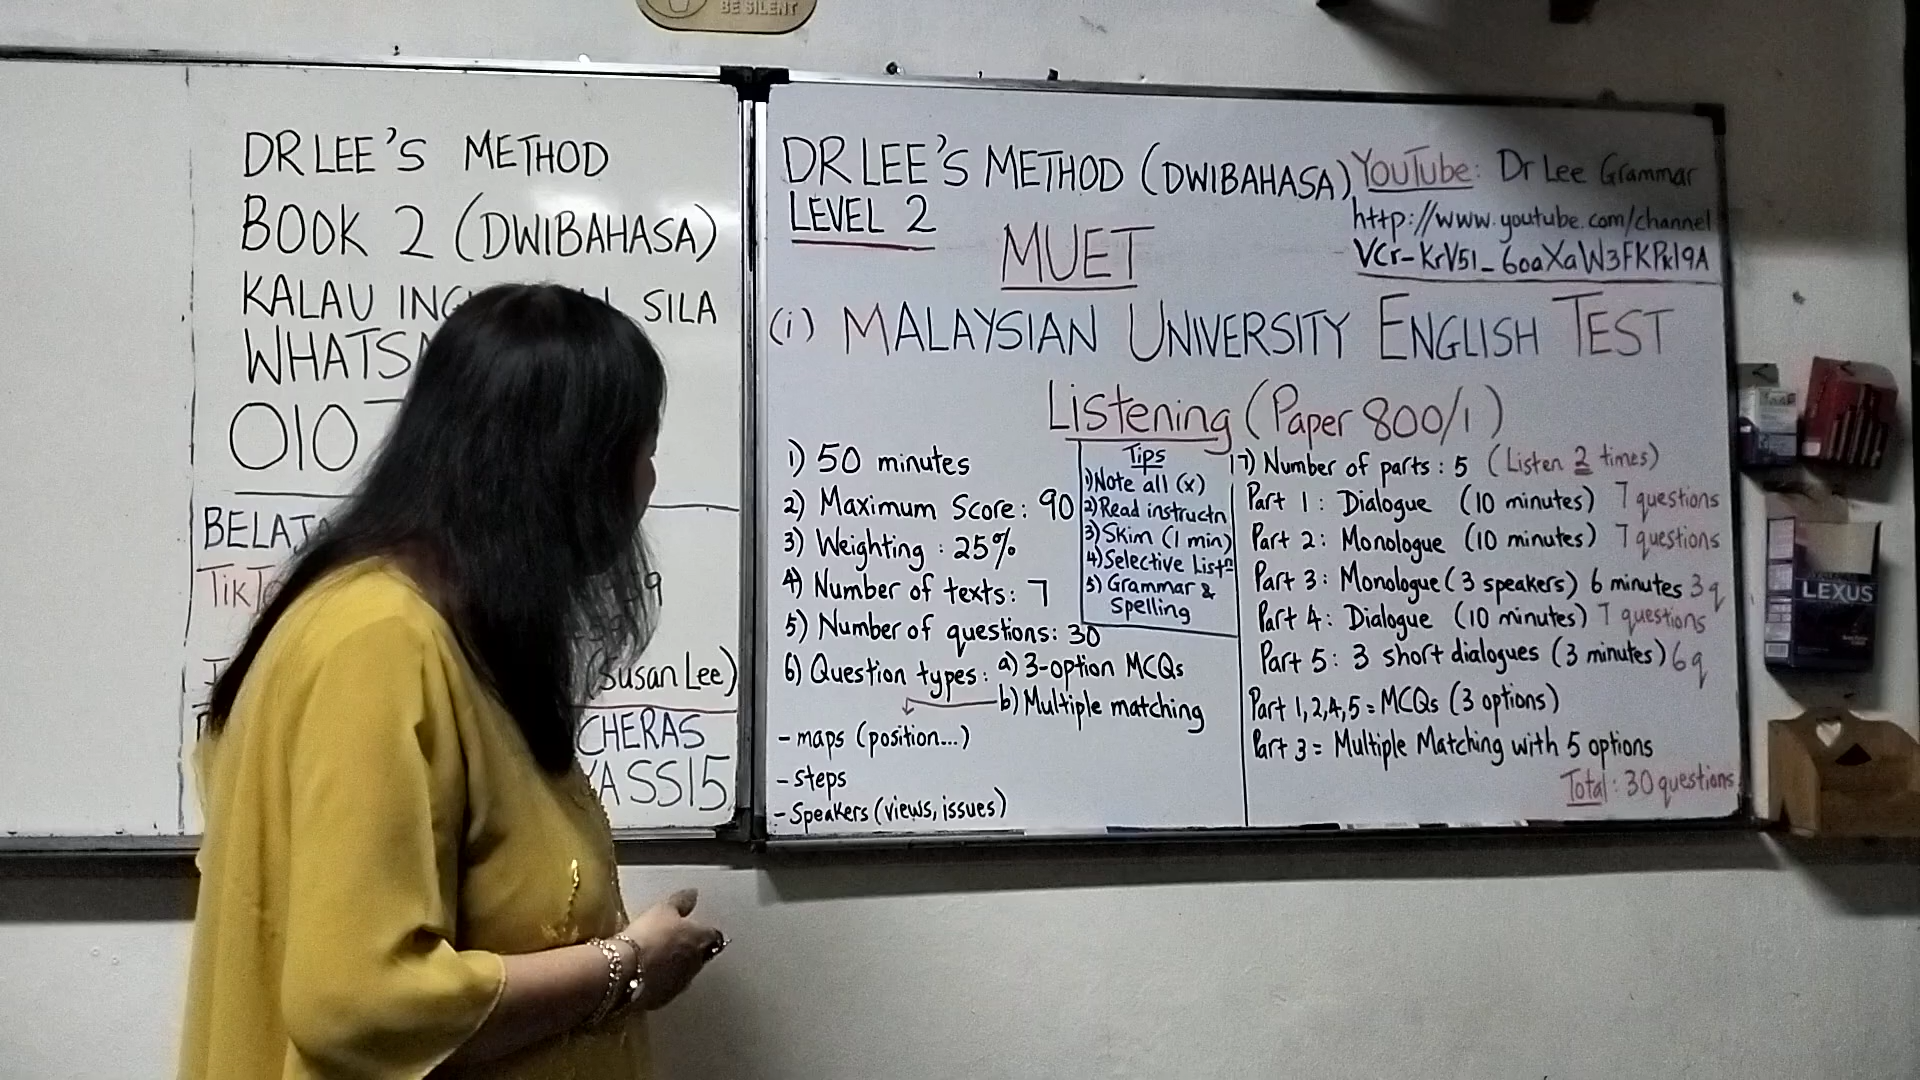 BE SILENT
DR LEE'S METHOD
BOOK 2 (DWIBAHASA)
KALAU SILA
010
(Susan Lee)
CHERAS
DR LEE'S METHOD (DWIBAHASA)
LEVEL 2
YouTube: Dr Lee Grammar
http://www.youtube.com/channel
VCr-KrV51_6oaXaW3FKPkl9A
MUET
(i) MALAYSIAN UNIVERSITY ENGLISH TEST
Listening (Paper 800/1)
1) 50 minutes
2) Maximum Score: 90
3) Weighting: 25%
4) Number of texts: 7
5) Number of questions: 30
6) Question types: a) 3-option MCQs
b) Multiple matching
- maps (position...)
- steps
- Speakers (views, issues)
Tips
1) Note all (x)
2) Read instructn
3) Skim (1 min)
4) Selective Listn
5) Grammar &
Spelling
7) Number of parts: 5 (Listen 2 times)
Part 1: Dialogue (10 minutes) 7 questions
Part 2: Monologue (10 minutes) 7 questions
Part 3: Monologue (3 speakers) 6 minutes 3q
Part 4: Dialogue (10 minutes) 7 questions
Part 5: 3 short dialogues (3 minutes) 6q
Part 1,2,4,5 = MCQs (3 options)
Part 3 = Multiple Matching with 5 options
Total: 30 questions
LEXUS